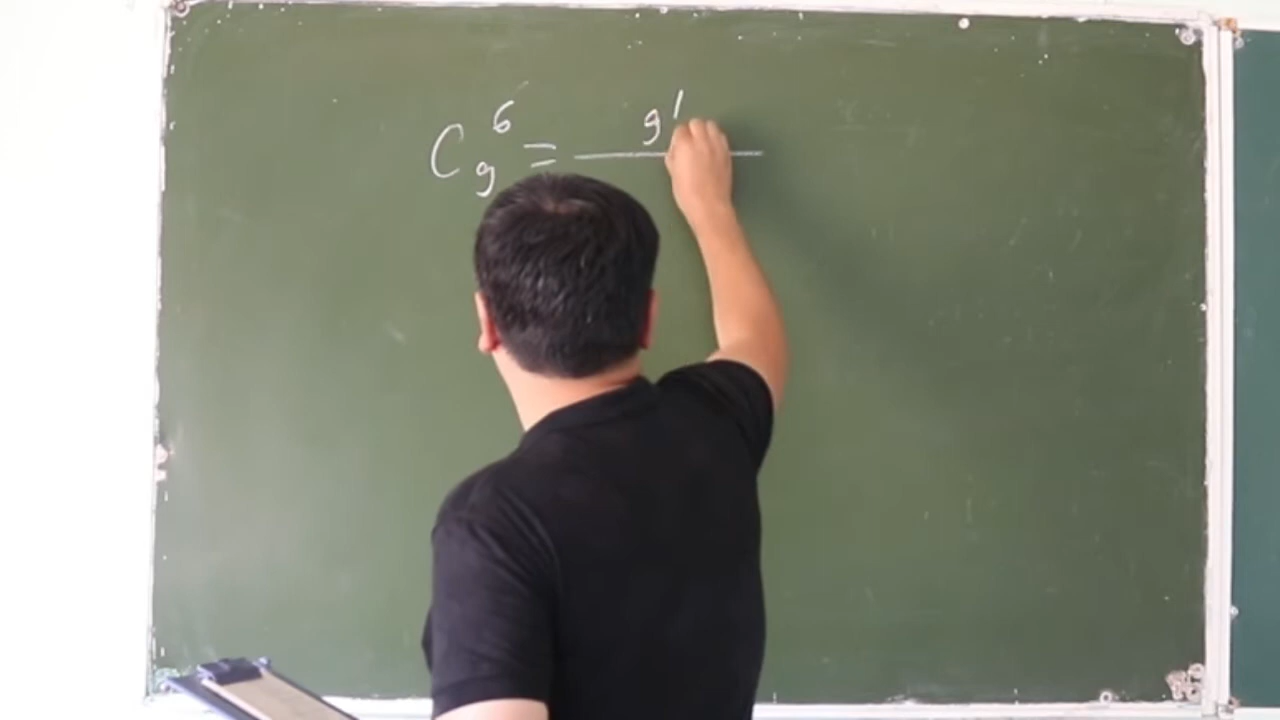 C₉⁶ = 9!